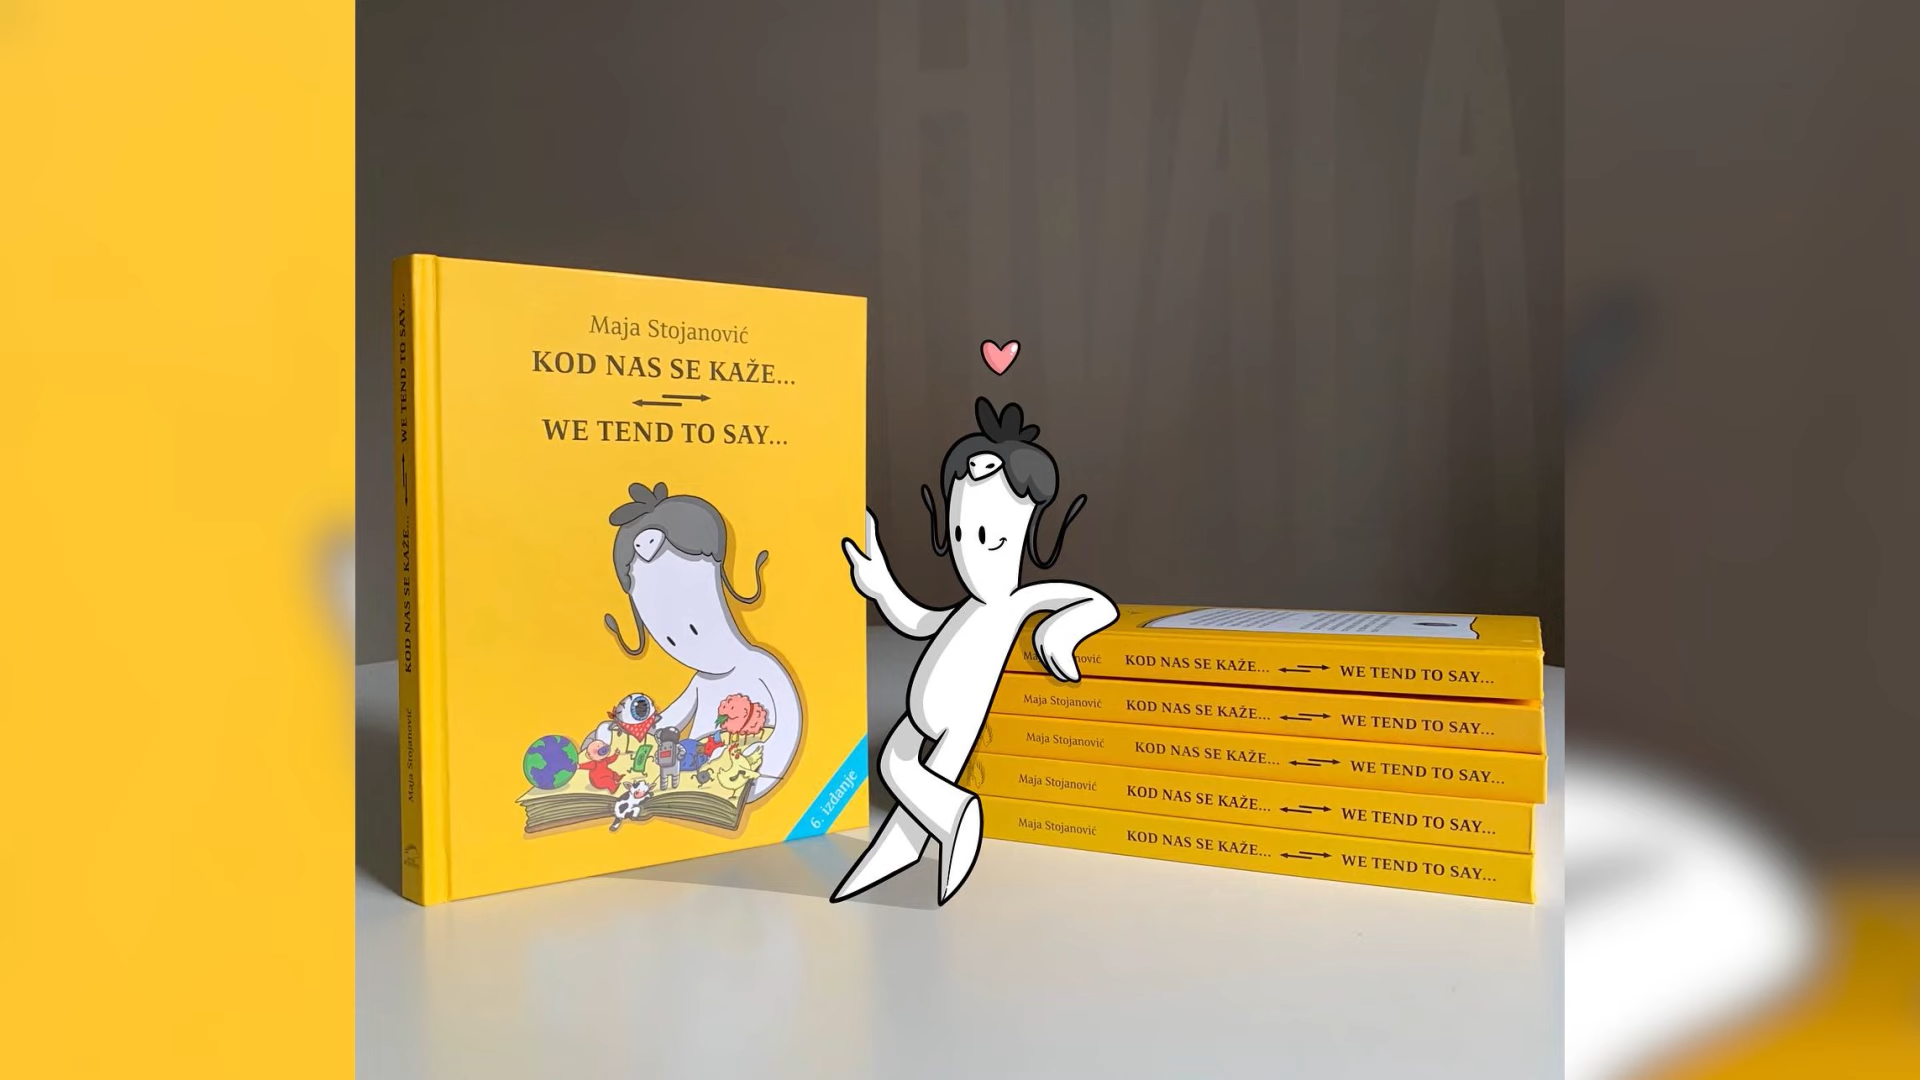 HVALA
Maja Stojanović
KOD NAS SE KAŽE...
WE TEND TO SAY...
6. izdanje
Maja Stojanović KOD NAS SE KAŽE... WE TEND TO SAY...
KOD NAS SE KAŽE... WE TEND TO SAY...
Maja Stojanović KOD NAS SE KAŽE... WE TEND TO SAY...
Maja Stojanović KOD NAS SE KAŽE... WE TEND TO SAY...
Maja Stojanović KOD NAS SE KAŽE... WE TEND TO SAY...
Maja Stojanović KOD NAS SE KAŽE... WE TEND TO SAY...